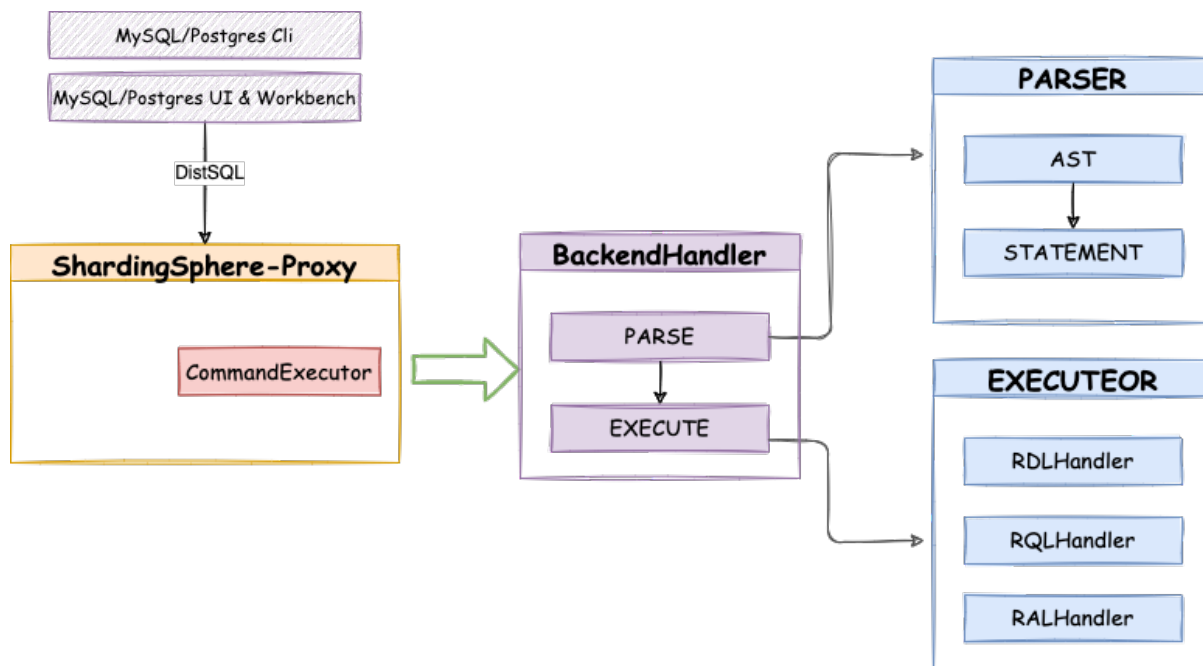 MySQL/Postgres Cli
MySQL/Postgres UI & Workbench
DistSQL
ShardingSphere-Proxy
CommandExecutor
BackendHandler
PARSE
EXECUTE
PARSER
AST
STATEMENT
EXECUTEOR
RDLHandler
RQLHandler
RALHandler